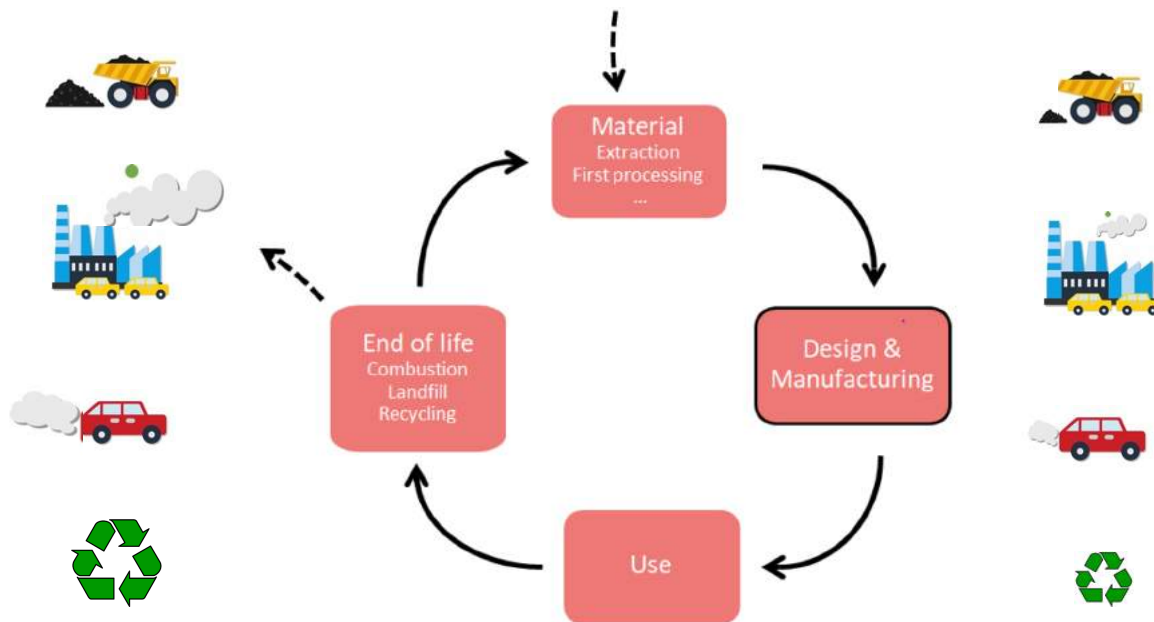 Material
Extraction
First processing
...
End of life
Combustion
Landfill
Recycling
Design &
Manufacturing
Use